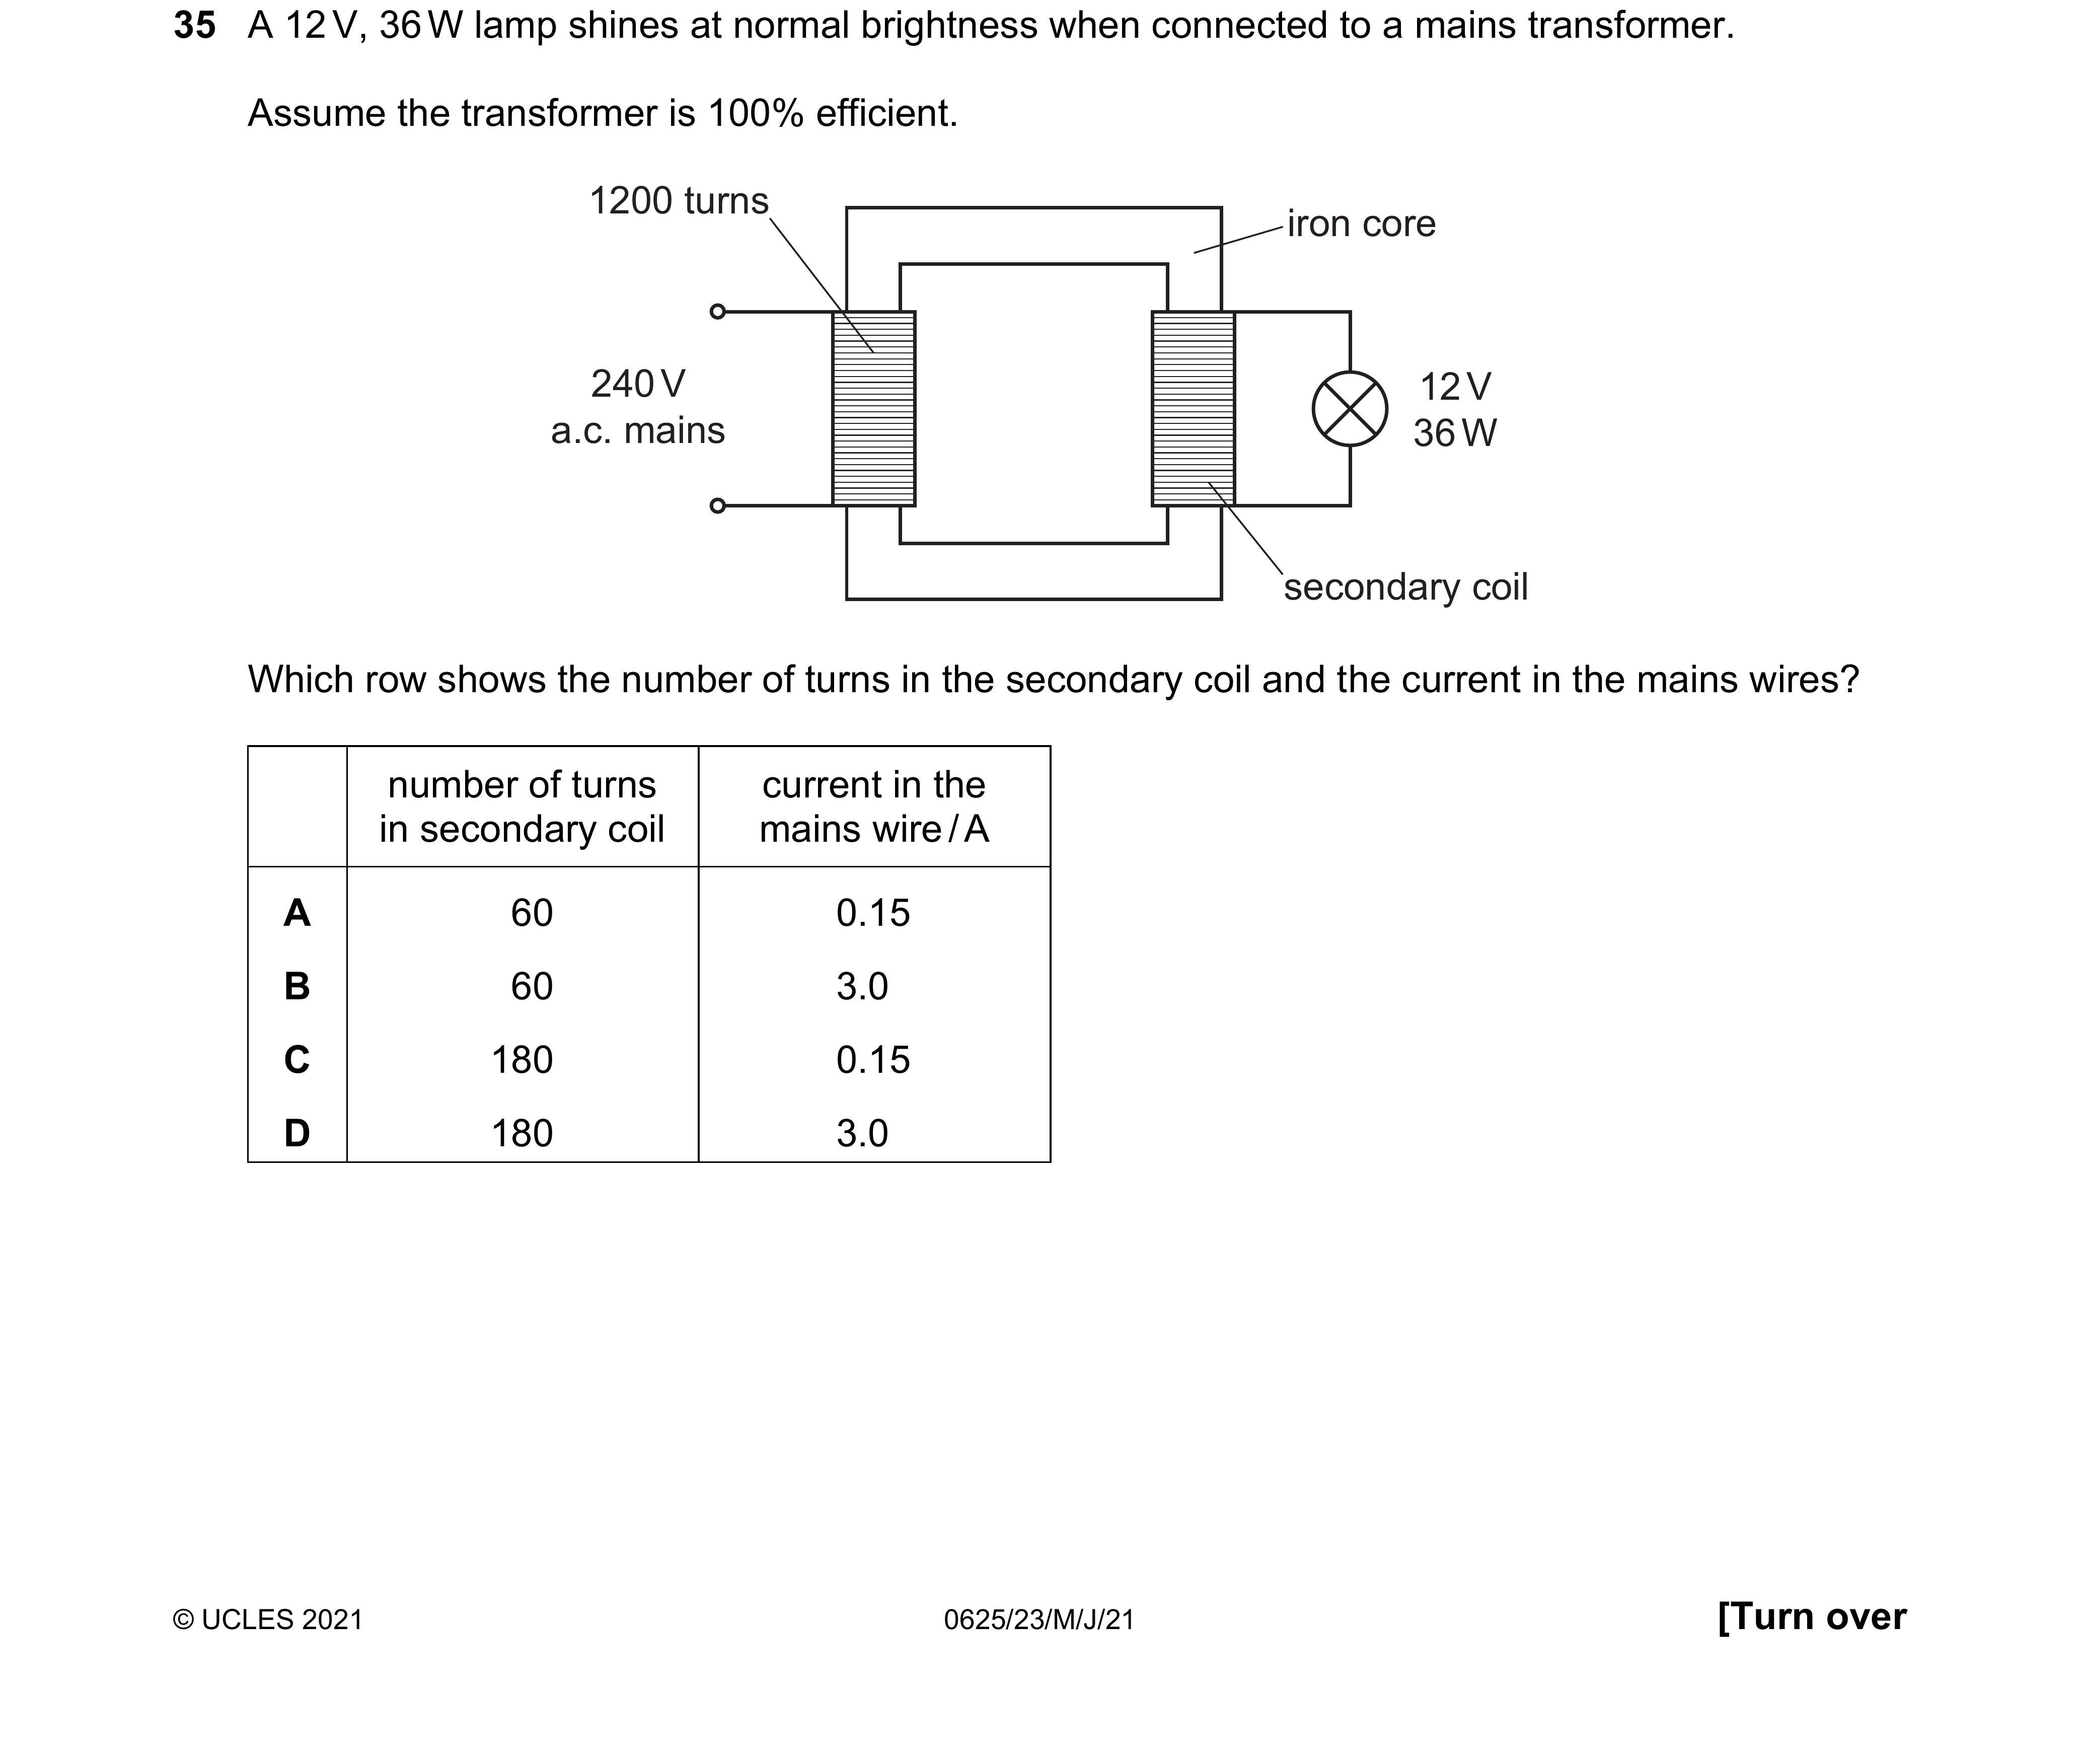 35 A 12 V, 36 W lamp shines at normal brightness when connected to a mains transformer.
Assume the transformer is 100% efficient.
1200 turns
iron core
240 V
a.c. mains
12 V
36 W
secondary coil
Which row shows the number of turns in the secondary coil and the current in the mains wires?
number of turns in secondary coil
current in the mains wire / A
A 60 0.15
B 60 3.0
C 180 0.15
D 180 3.0
© UCLES 2021
0625/23/M/J/21
[Turn over